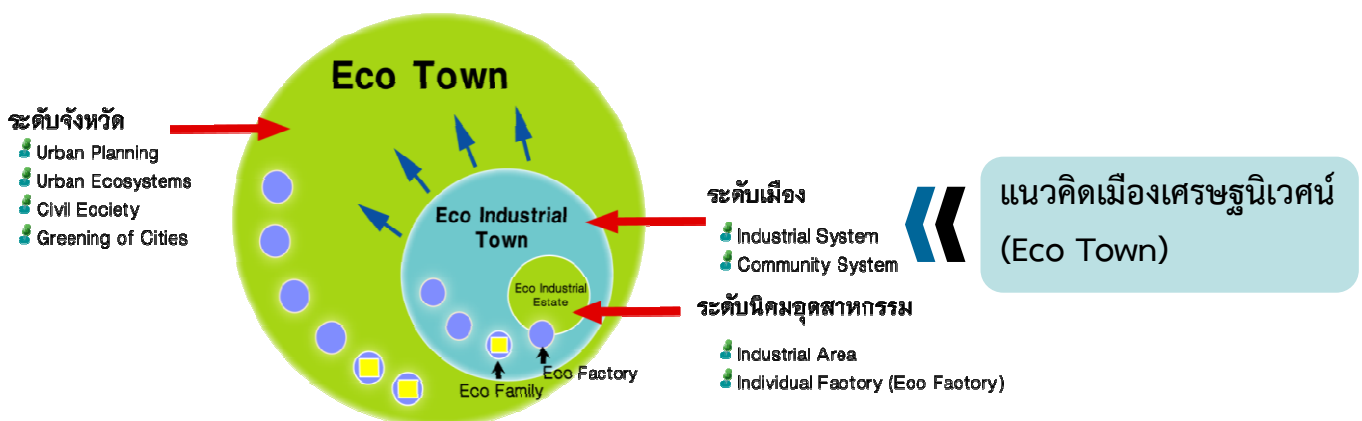 Eco Town
ระดับจังหวัด
Urban Planning
Urban Ecosystems
Civil Eociety
Greening of Cities
Eco Industrial
Town
Eco Industrial
Estate
Eco Family
Eco Factory
ระดับเมือง
Industrial System
Community System
ระดับนิคมอุตสาหกรรม
Industrial Area
Individual Factory (Eco Factory)
แนวคิดเมืองเศรษฐนิเวศน์
(Eco Town)